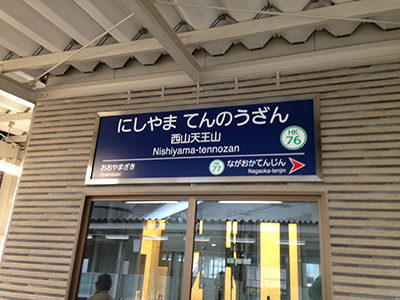 にしやま てんのうざん
西山天王山
Nishiyama-tennozan
HK
76
おおやまざき
Oyamazaki
HK
77
ながおかてんじん
Nagaoka-tenjin